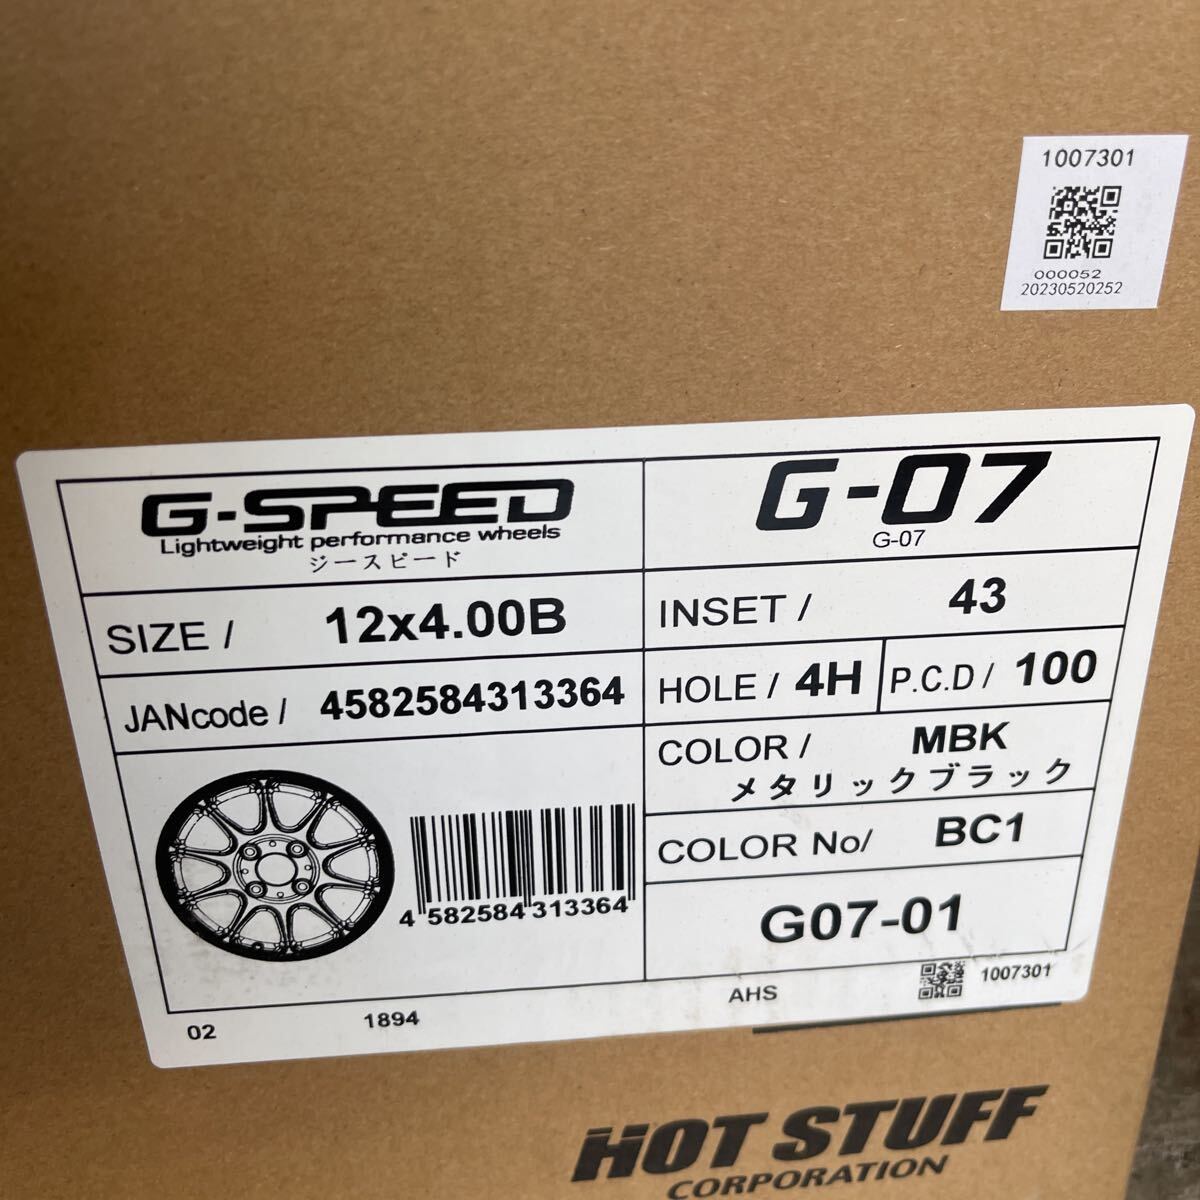 1007301
000052
20230520252
G-SPEED
Lightweight performance wheels
ジースピード
G-07
G-07
SIZE / 12x4.00B
INSET / 43
JANcode / 4582584313364
HOLE / 4H P.C.D / 100
COLOR / MBK
メタリックブラック
COLOR No/ BC1
4 582584 313364
G07-01
02 1894 AHS 1007301
HOT STUFF
CORPORATION